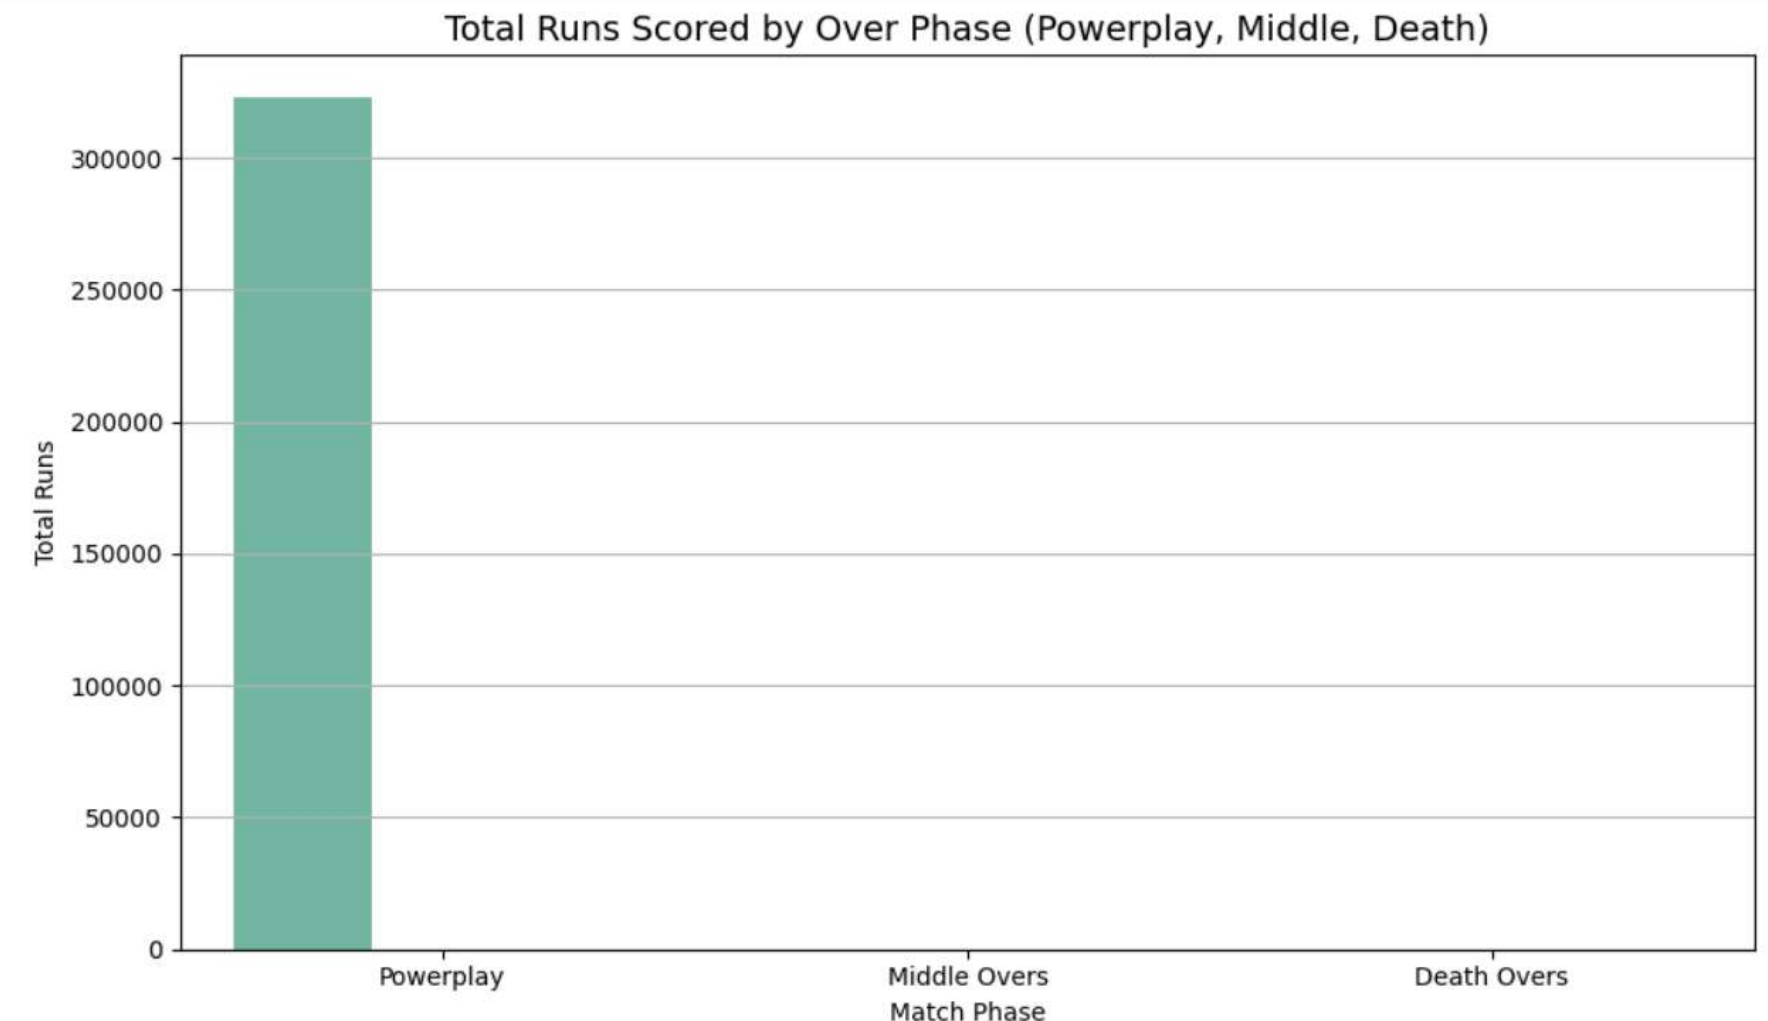 Total Runs Scored by Over Phase (Powerplay, Middle, Death)
Total Runs
300000
250000
200000
150000
100000
50000
0
Powerplay Middle Overs Death Overs
Match Phase